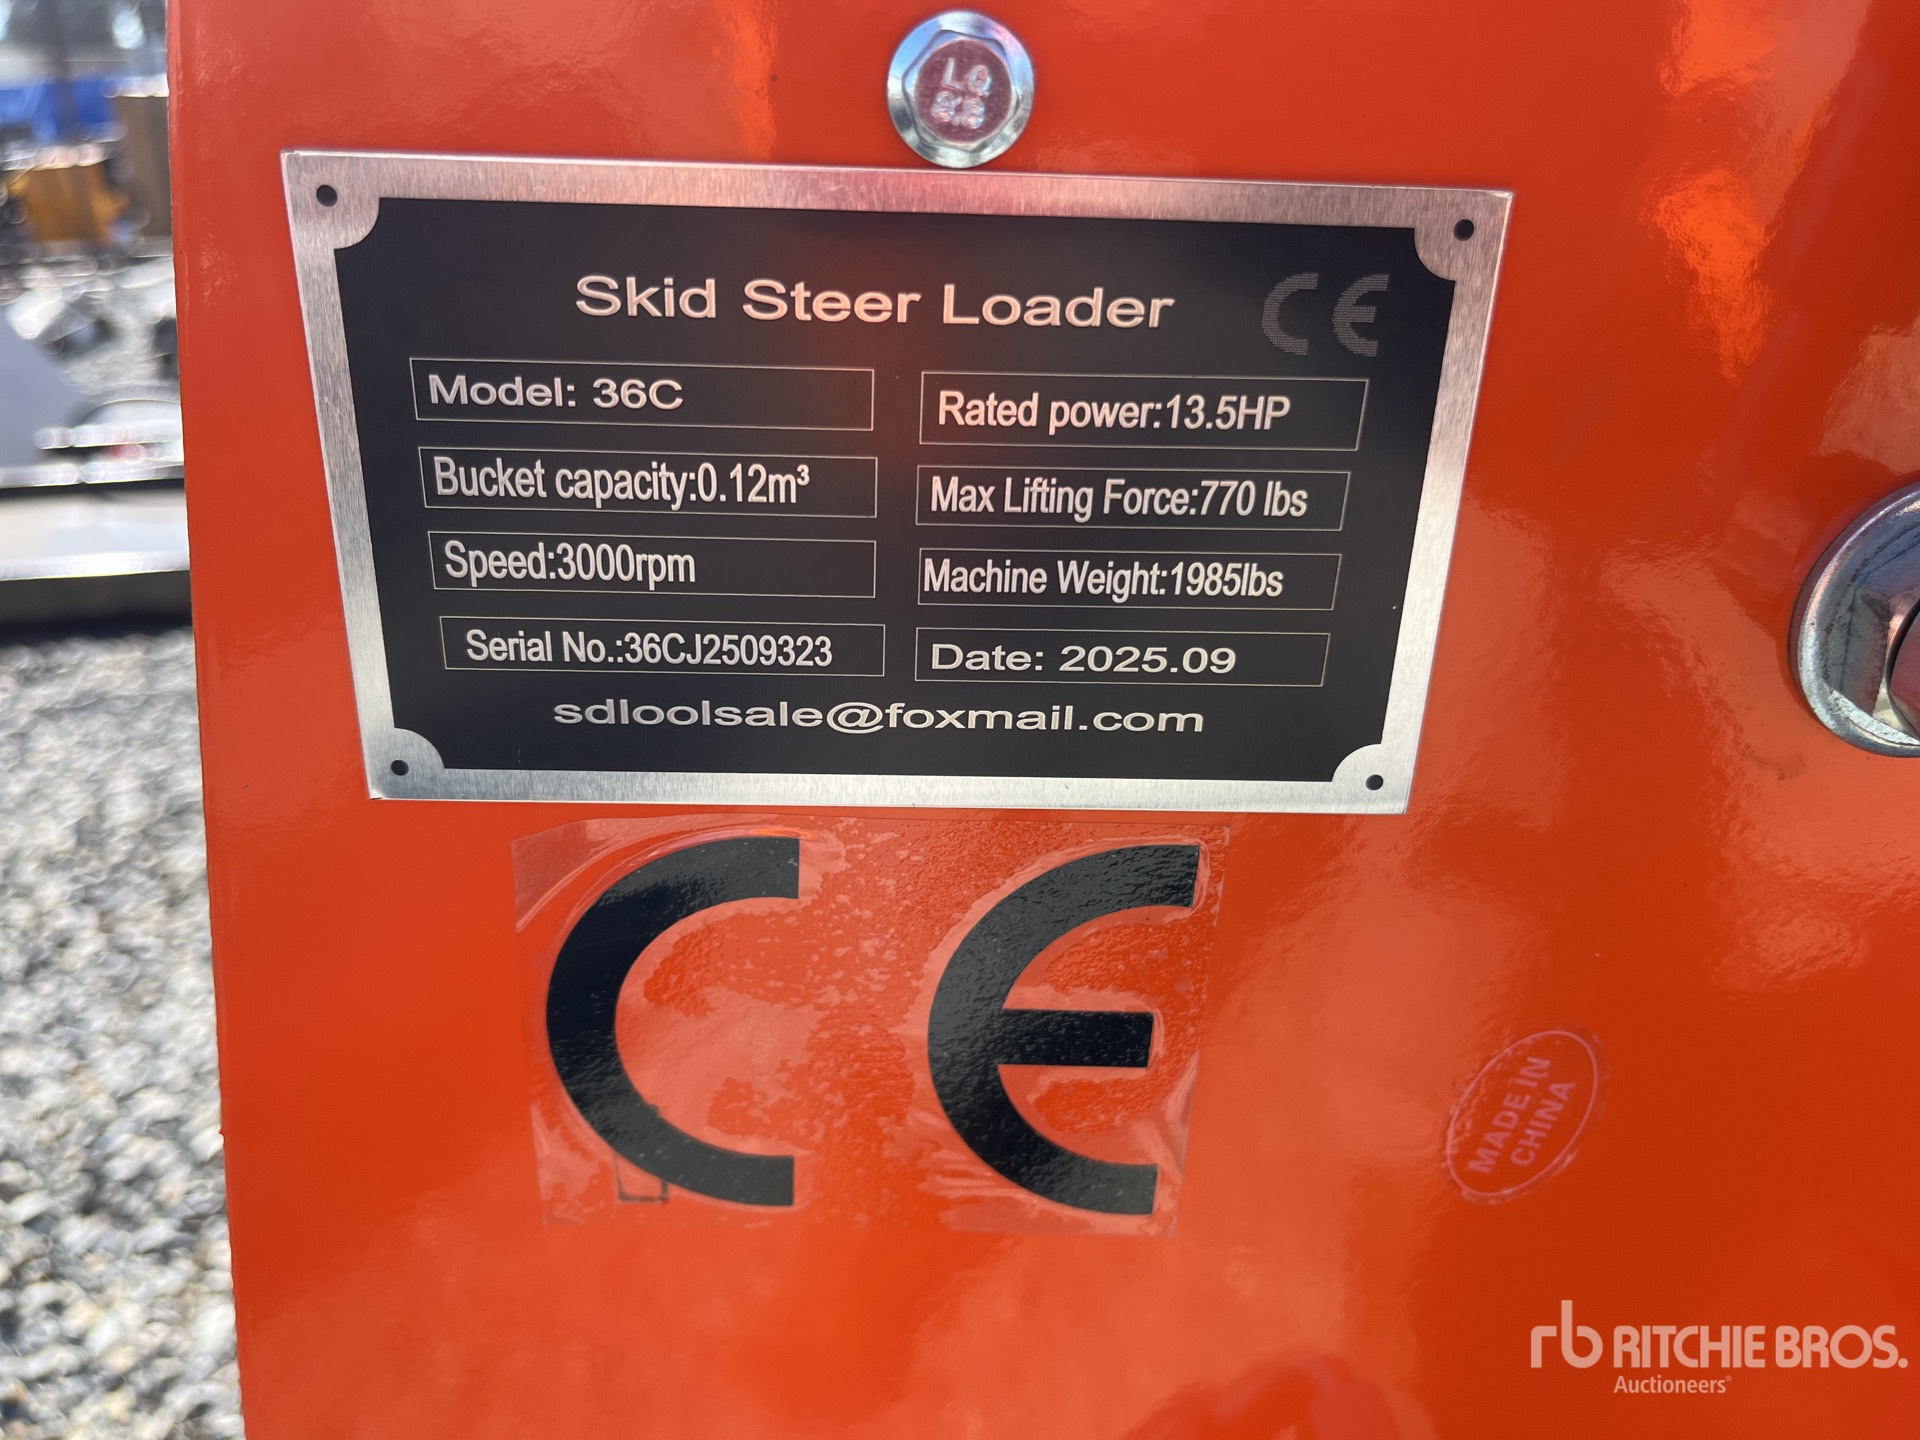 LQ
8.8
Skid Steer Loader CE
Model: 36C
Rated power:13.5HP
Bucket capacity:0.12m³
Max Lifting Force:770 lbs
Speed:3000rpm
Machine Weight:1985lbs
Serial No.:36CJ2509323
Date: 2025.09
sdloolsale@foxmail.com
CE
MADE IN
CHINA
rb RITCHIE BROS.
Auctioneers